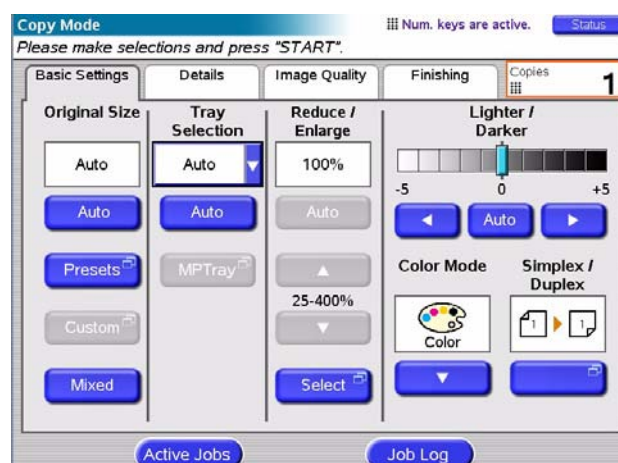 Copy Mode
Num. keys are active.
Status
Please make selections and press "START".
Basic Settings
Details
Image Quality
Finishing
Copies
1
Original Size
Tray
Selection
Reduce /
Enlarge
Lighter /
Darker
Auto
Auto
100%
-5
0
+5
Auto
Auto
Auto
Auto
Presets
MPTray
Color Mode
Simplex /
Duplex
25-400%
Custom
Color
1
1
Mixed
Select
Active Jobs
Job Log